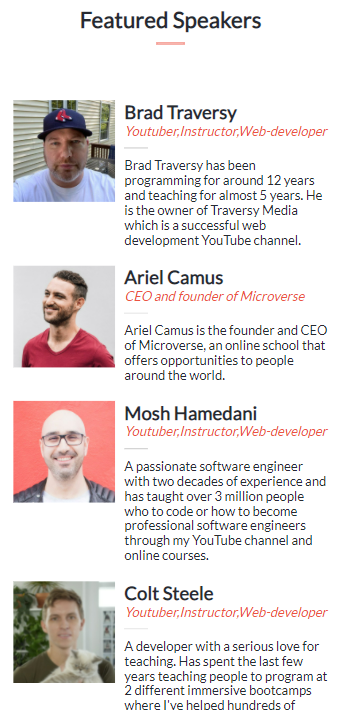 Featured Speakers
Brad Traversy
Youtuber,Instructor,Web-developer
Brad Traversy has been
programming for around 12 years
and teaching for almost 5 years. He
is the owner of Traversy Media
which is a successful web
development YouTube channel.
Ariel Camus
CEO and founder of Microverse
Ariel Camus is the founder and CEO
of Microverse, an online school that
offers opportunities to people
around the world.
Mosh Hamedani
Youtuber,Instructor,Web-developer
A passionate software engineer
with two decades of experience and
has taught over 3 million people
who to code or how to become
professional software engineers
through my YouTube channel and
online courses.
Colt Steele
Youtuber,Instructor,Web-developer
A developer with a serious love for
teaching. Has spent the last few
years teaching people to program at
2 different immersive bootcamps
where I've helped hundreds of